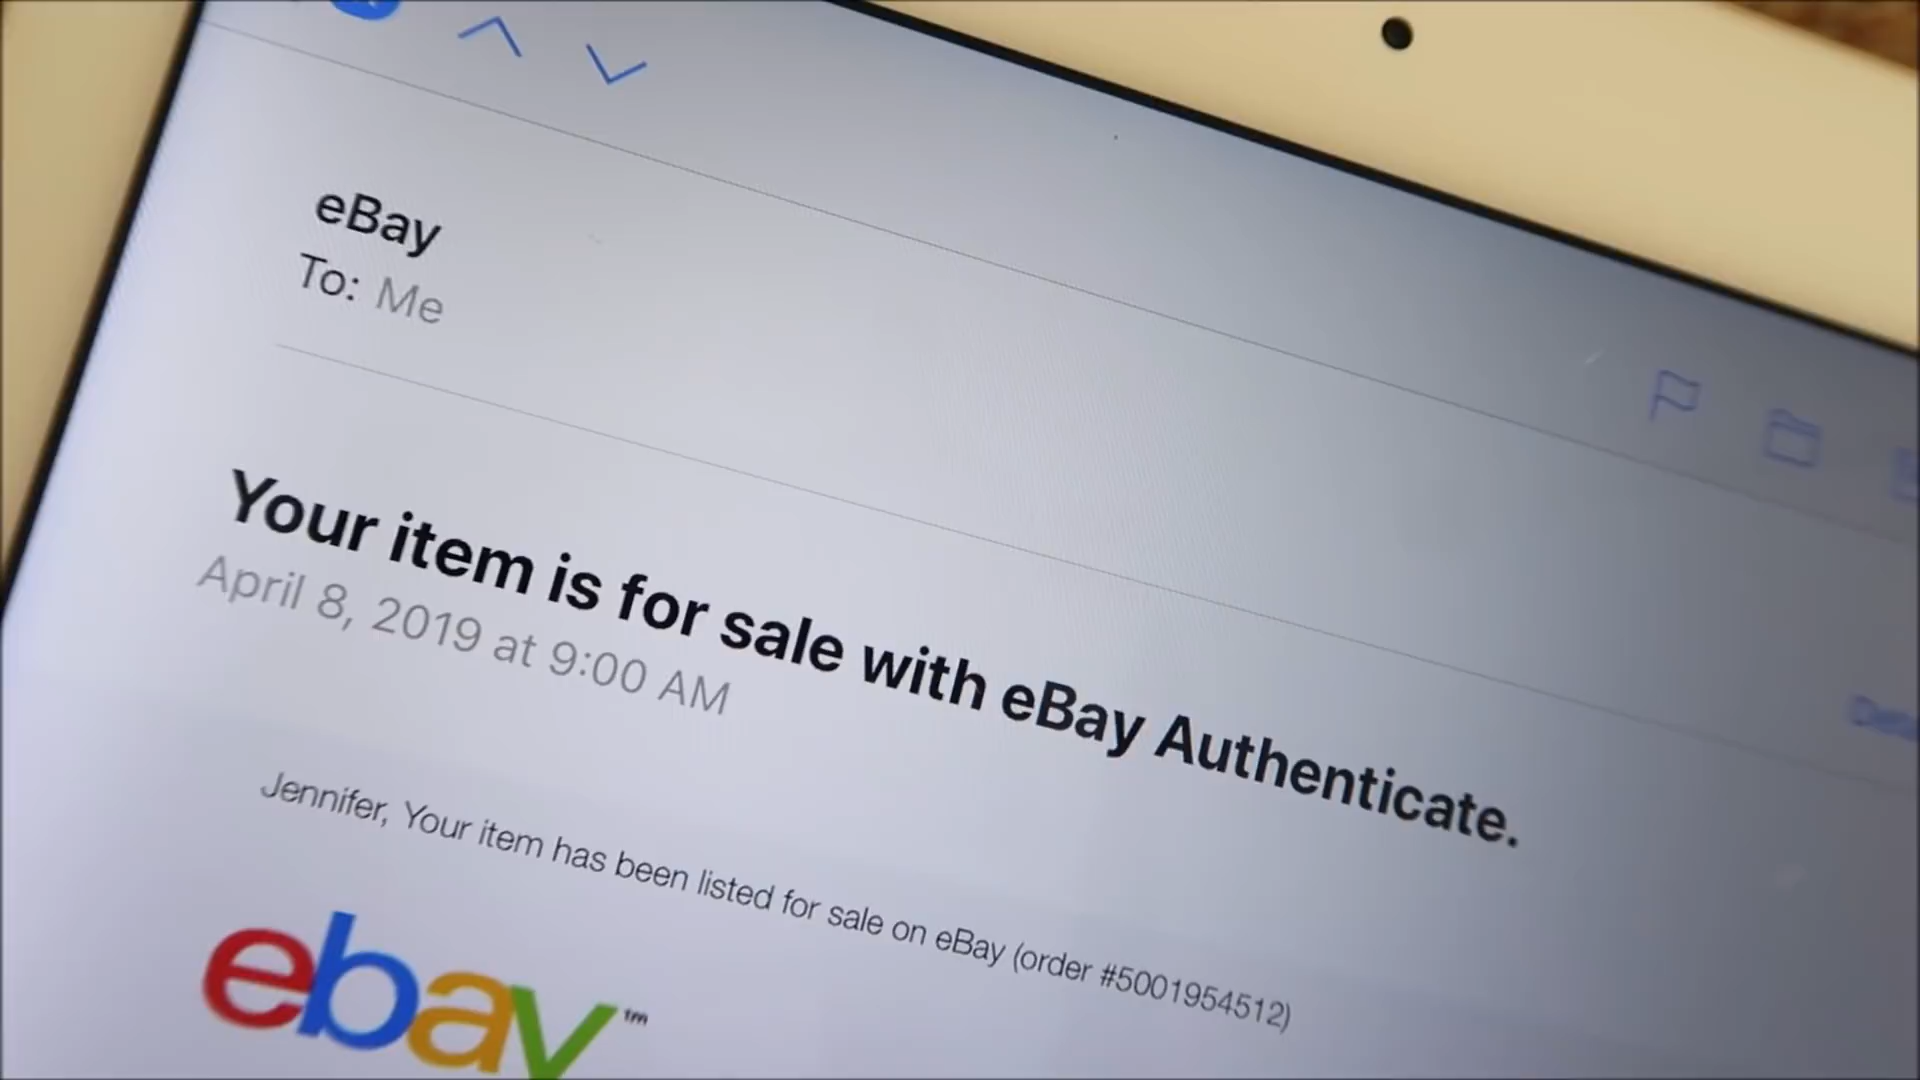 eBay
To: Me
Your item is for sale with eBay Authenticate.
April 8, 2019 at 9:00 AM
Jennifer, Your item has been listed for sale on eBay (order #5001954512)
ebay™